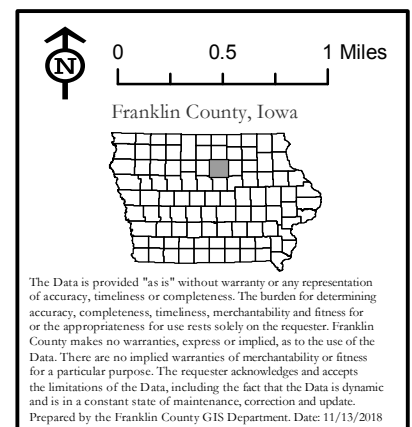 N
0 0.5 1 Miles
Franklin County, Iowa
The Data is provided "as is" without warranty or any representation
of accuracy, timeliness or completeness. The burden for determining
accuracy, completeness, timeliness, merchantability and fitness for
or the appropriateness for use rests solely on the requester. Franklin
County makes no warranties, express or implied, as to the use of the
Data. There are no implied warranties of merchantability or fitness
for a particular purpose. The requester acknowledges and accepts
the limitations of the Data, including the fact that the Data is dynamic
and is in a constant state of maintenance, correction and update.
Prepared by the Franklin County GIS Department. Date: 11/13/2018